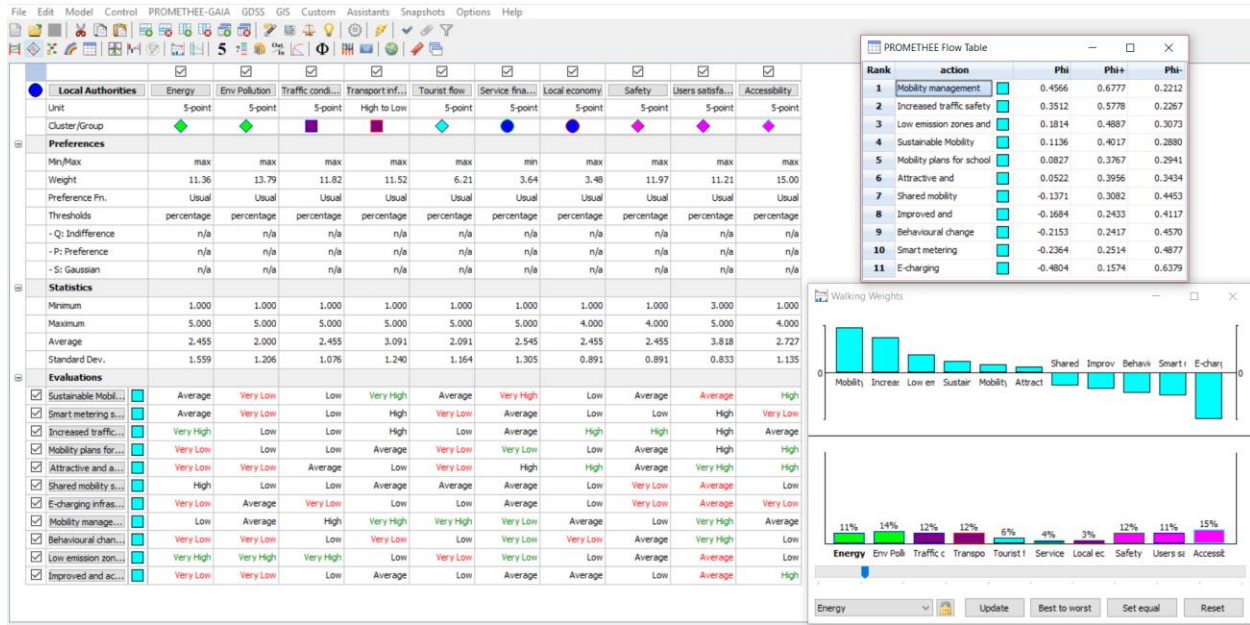 File Edit Model Control PROMETHEE-GAIA GDSS GIS Custom Assistants Snapshots Options Help
Local Authorities Energy Env Pollution Traffic condi... Transport inf... Tourist flow Service fina... Local economy Safety Users satisfa... Accessibility
Unit 5-point 5-point 5-point High to Low 5-point 5-point 5-point 5-point 5-point 5-point
Cluster/Group
Preferences
Min/Max max max max max max min max max max max
Weight 11.36 13.79 11.82 11.52 6.21 3.64 3.48 11.97 11.21 15.00
Preference Fn. Usual Usual Usual Usual Usual Usual Usual Usual Usual Usual
Thresholds percentage percentage percentage percentage percentage percentage percentage percentage percentage percentage
- Q: Indifference n/a n/a n/a n/a n/a n/a n/a n/a n/a n/a
- P: Preference n/a n/a n/a n/a n/a n/a n/a n/a n/a n/a
- S: Gaussian n/a n/a n/a n/a n/a n/a n/a n/a n/a n/a
Statistics
Minimum 1.000 1.000 1.000 1.000 1.000 1.000 1.000 1.000 3.000 1.000
Maximum 5.000 5.000 5.000 5.000 5.000 5.000 4.000 4.000 5.000 4.000
Average 2.455 2.000 2.455 3.091 2.091 2.545 2.455 2.455 3.818 2.727
Standard Dev. 1.559 1.206 1.076 1.240 1.164 1.305 0.891 0.891 0.833 1.135
Evaluations
Sustainable Mobil... Average Very Low Low Very High Average Very High Low Average Average High
Smart metering s... Average Very Low Low High Very Low Average Low Low High Very Low
Increased traffic... Very High Low Low High Low Average High High High Average
Mobility plans for... Very Low Low Low Average Very Low Very Low Low Average High High
Attractive and a... Very Low Very Low Average Low Very Low High High Average Very High High
Shared mobility s... High Low Low Average Average Average Low Very Low Average Low
E-charging infras... Very Low Average Very Low Low Low Average Low Very Low Average Very Low
Mobility manage... Low Average High Very High Very High Very Low Average Low Very High Average
Behavioural chan... Very Low Very Low Low Very Low Low Very Low Very Low Average Very High Low
Low emission zon... Very High Very High Very High Low Very Low Very Low Low Average Average Low
Improved and ac... Very Low Very Low Low Average Low Average Average Low Average High
PROMETHEE Flow Table
Rank action Phi Phi+ Phi-
1 Mobility management 0.4566 0.6777 0.2212
2 Increased traffic safety 0.3512 0.5778 0.2267
3 Low emission zones and 0.1814 0.4887 0.3073
4 Sustainable Mobility 0.1136 0.4017 0.2880
5 Mobility plans for school 0.0827 0.3767 0.2941
6 Attractive and 0.0522 0.3956 0.3434
7 Shared mobility -0.1371 0.3082 0.4453
8 Improved and -0.1684 0.2433 0.4117
9 Behavioural change -0.2153 0.2417 0.4570
10 Smart metering -0.2364 0.2514 0.4877
11 E-charging -0.4804 0.1574 0.6379
Walking Weights
Shared Improv Behavi Smart r E-charg
0 0
Mobility Increas Low em Sustair Mobility Attract
11% 14% 12% 12% 6% 4% 3% 12% 11% 15%
Energy Env Poll Traffic c Transpo Tourist f Service Local ec Safety Users sa Accessib
Energy Update Best to worst Set equal Reset